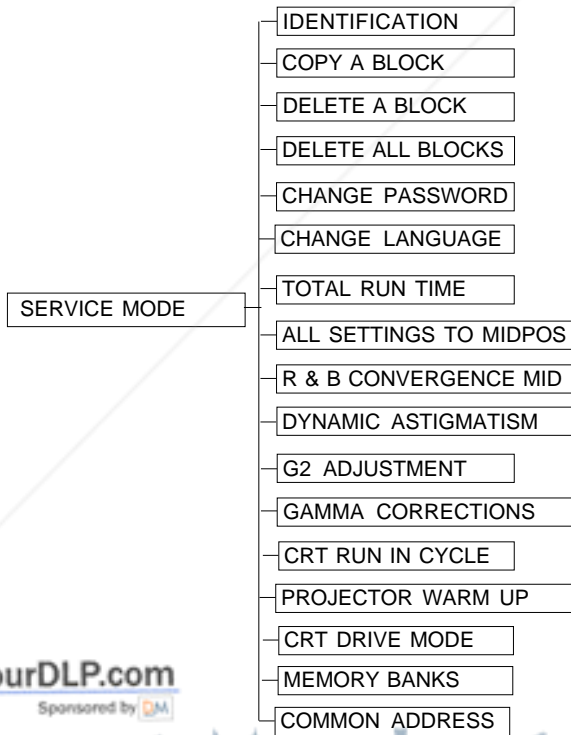 IDENTIFICATION
COPY A BLOCK
DELETE A BLOCK
DELETE ALL BLOCKS
CHANGE PASSWORD
CHANGE LANGUAGE
TOTAL RUN TIME
SERVICE MODE
ALL SETTINGS TO MIDPOS
R & B CONVERGENCE MID
DYNAMIC ASTIGMATISM
G2 ADJUSTMENT
GAMMA CORRECTIONS
CRT RUN IN CYCLE
PROJECTOR WARM UP
CRT DRIVE MODE
ourDLP.com
MEMORY BANKS
Sponsored by DM
COMMON ADDRESS